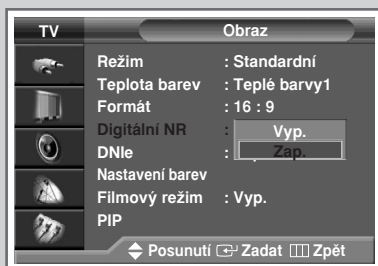 TV Obraz
Režim : Standardní
Teplota barev : Teplé barvy1
Formát : 16 : 9
Digitální NR : Vyp.
Zap.
DNIe :
Nastavení barev
Filmový režim : Vyp.
PIP
Posunutí Zadat Zpět